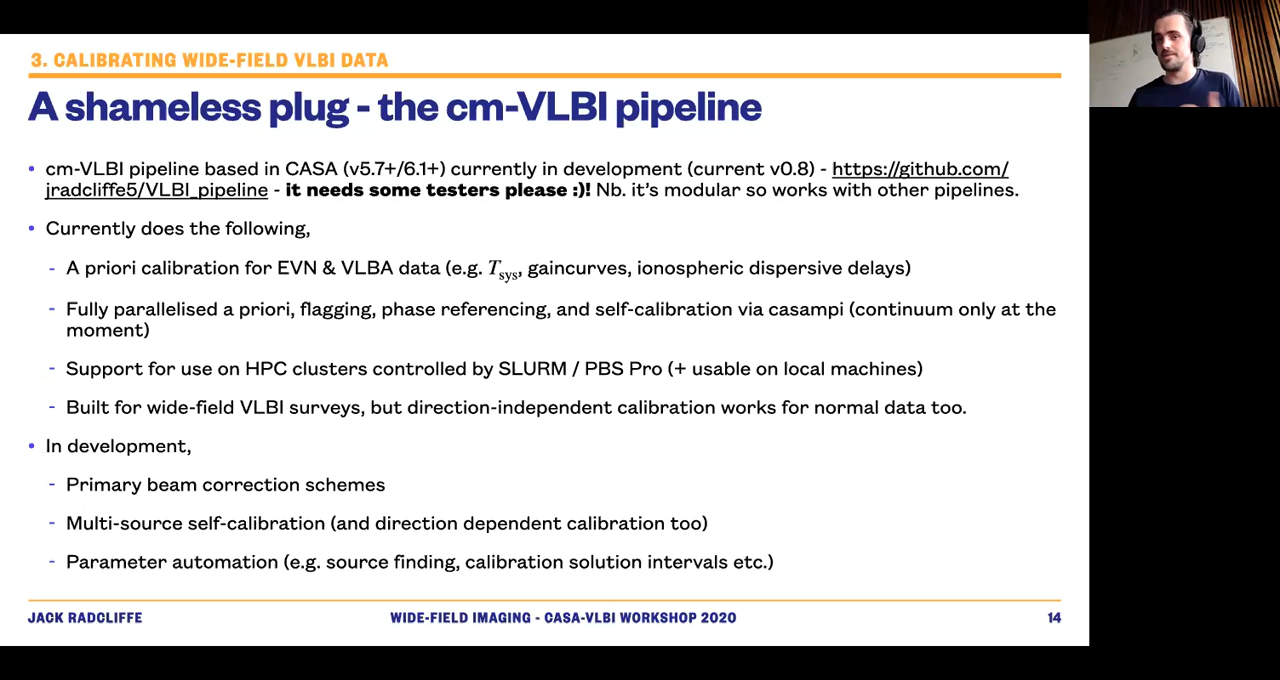 3. CALIBRATING WIDE-FIELD VLBI DATA
A shameless plug - the cm-VLBI pipeline
• cm-VLBI pipeline based in CASA (v5.7+/6.1+) currently in development (current v0.8) - https://github.com/
jradcliffe5/VLBI_pipeline - it needs some testers please :)! Nb. it's modular so works with other pipelines.
• Currently does the following,
- A priori calibration for EVN & VLBA data (e.g. Tsys, gaincurves, ionospheric dispersive delays)
- Fully parallelised a priori, flagging, phase referencing, and self-calibration via casampi (continuum only at the
moment)
- Support for use on HPC clusters controlled by SLURM / PBS Pro (+ usable on local machines)
- Built for wide-field VLBI surveys, but direction-independent calibration works for normal data too.
• In development,
- Primary beam correction schemes
- Multi-source self-calibration (and direction dependent calibration too)
- Parameter automation (e.g. source finding, calibration solution intervals etc.)
JACK RADCLIFFE
WIDE-FIELD IMAGING - CASA-VLBI WORKSHOP 2020
14